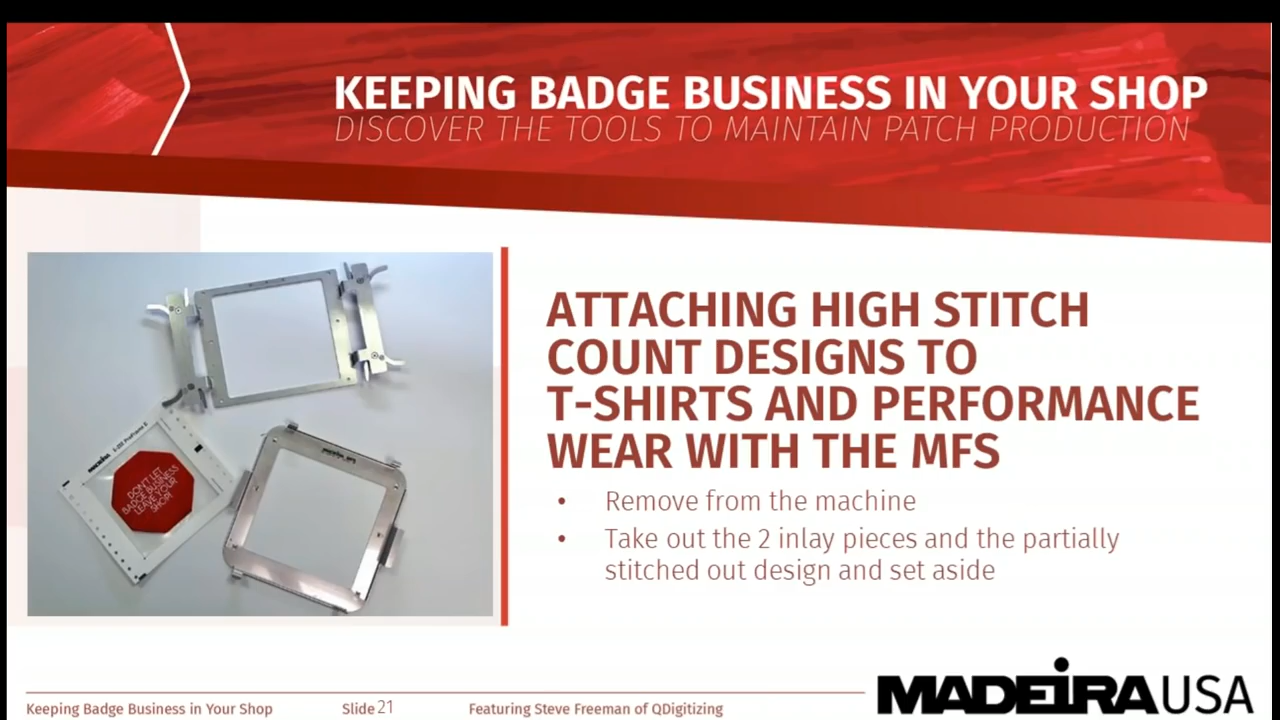 KEEPING BADGE BUSINESS IN YOUR SHOP
DISCOVER THE TOOLS TO MAINTAIN PATCH PRODUCTION
DON'T LET
BADGE BUSINESS
LEAVE YOUR
SHOP!
ATTACHING HIGH STITCH
COUNT DESIGNS TO
T-SHIRTS AND PERFORMANCE
WEAR WITH THE MFS
• Remove from the machine
• Take out the 2 inlay pieces and the partially
stitched out design and set aside
Keeping Badge Business in Your Shop
Slide 21
Featuring Steve Freeman of QDigitizing
MADEIRA USA